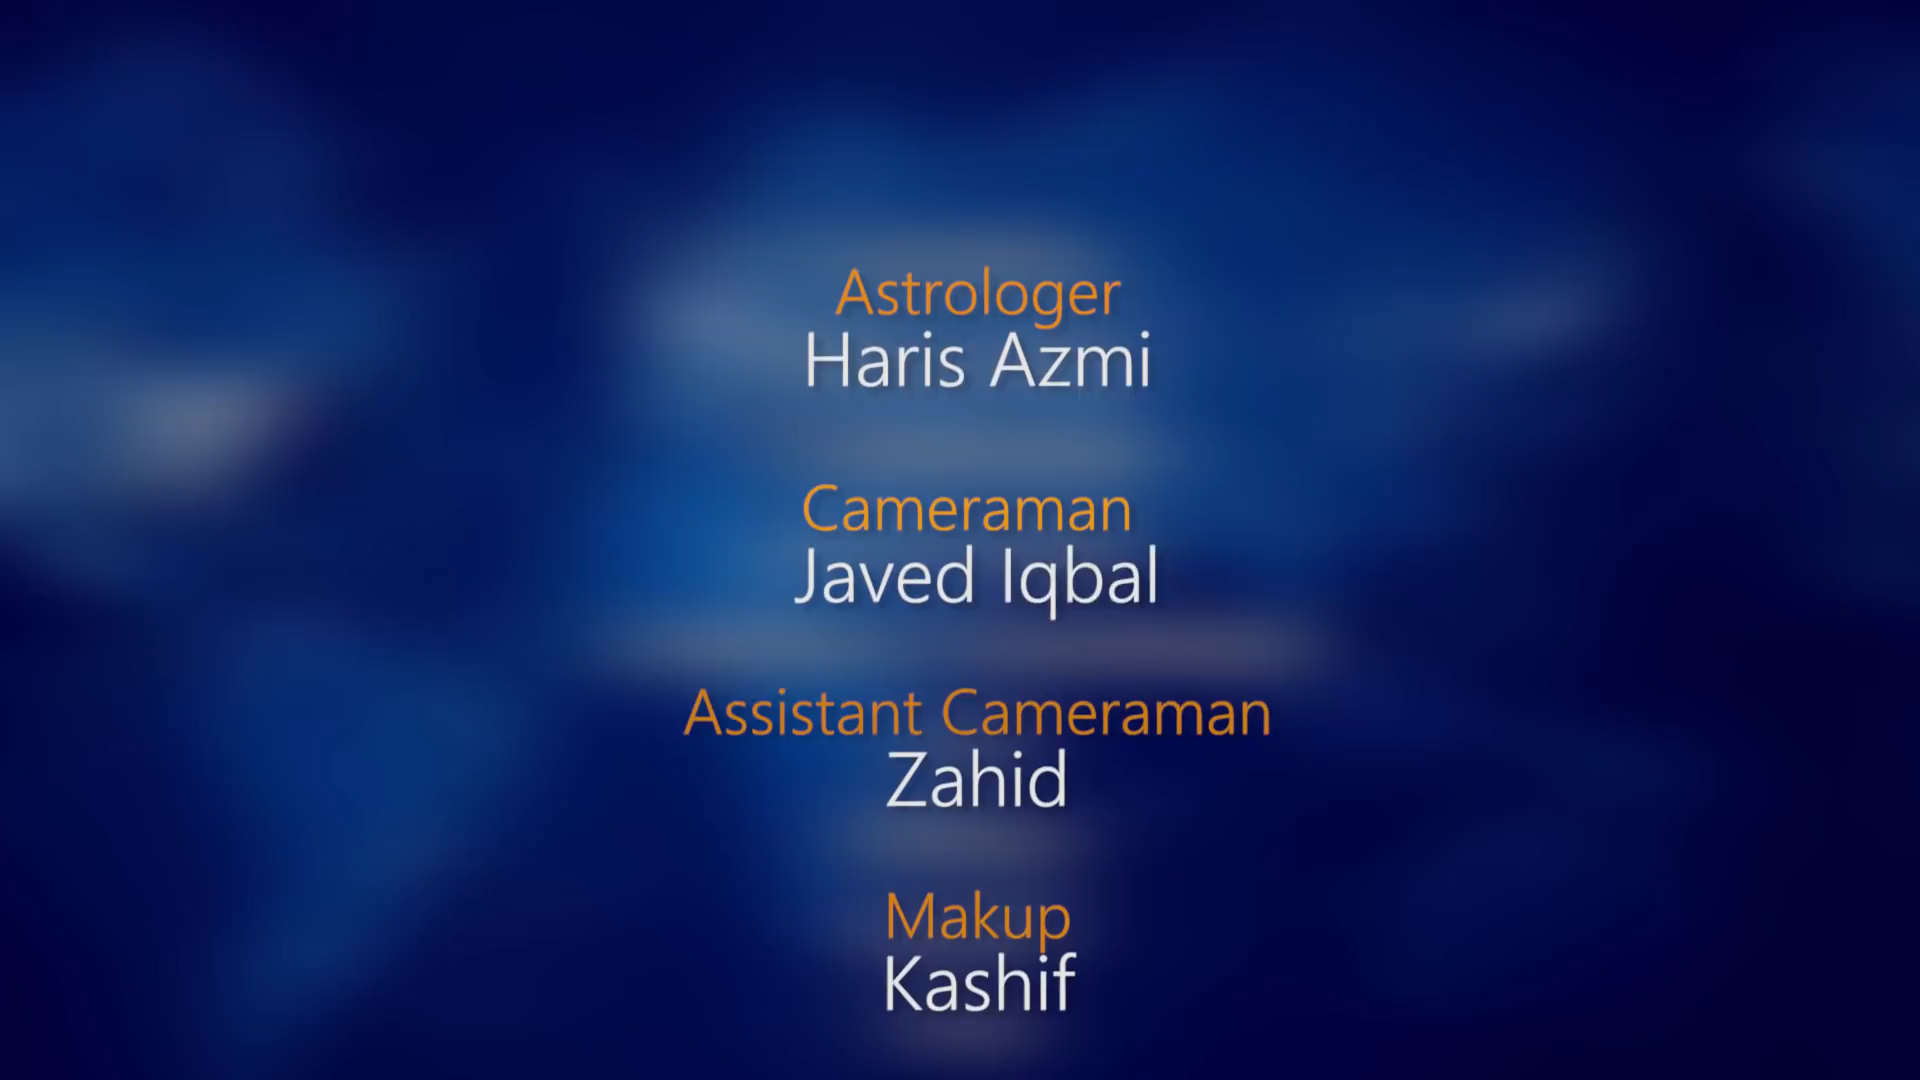 Astrologer
Haris Azmi
Cameraman
Javed Iqbal
Assistant Cameraman
Zahid
Makup
Kashif